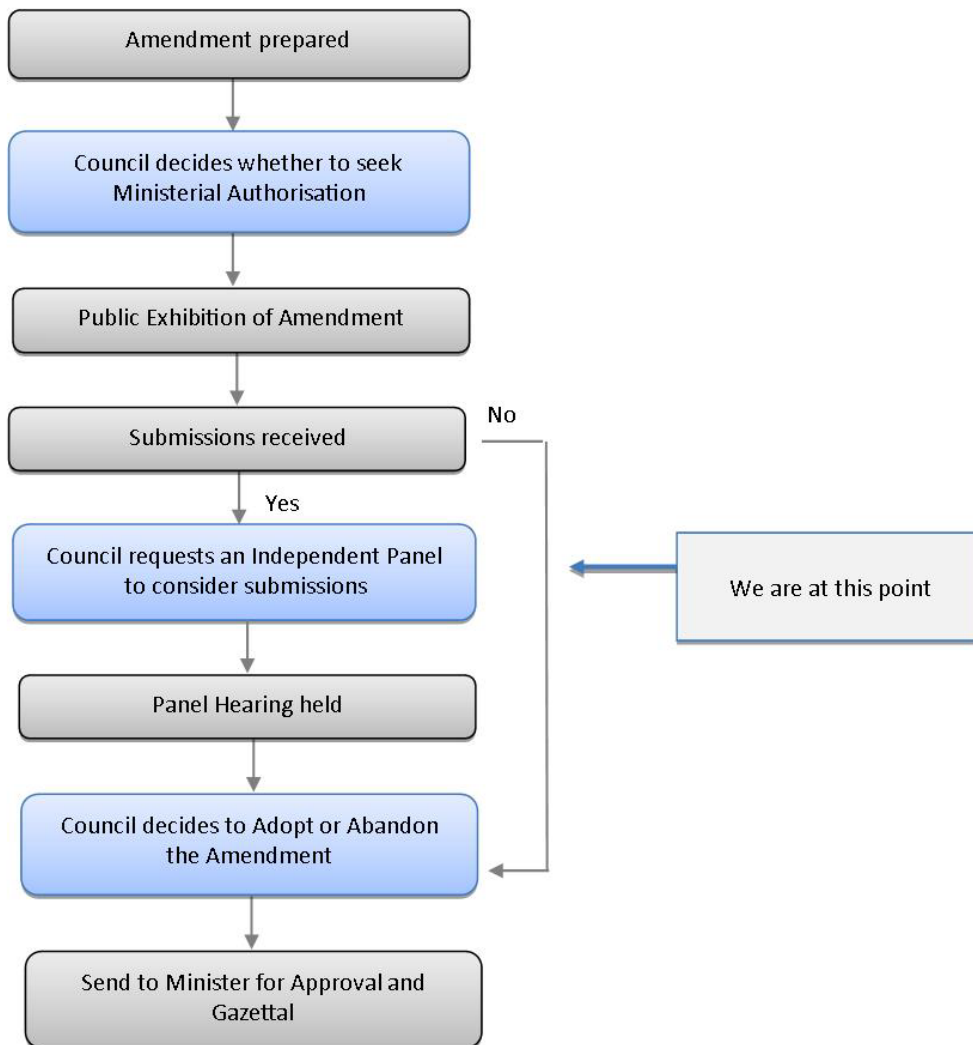 Amendment prepared
Council decides whether to seek
Ministerial Authorisation
Public Exhibition of Amendment
No
Submissions received
Yes
Council requests an Independent Panel
to consider submissions
We are at this point
Panel Hearing held
Council decides to Adopt or Abandon
the Amendment
Send to Minister for Approval and
Gazettal